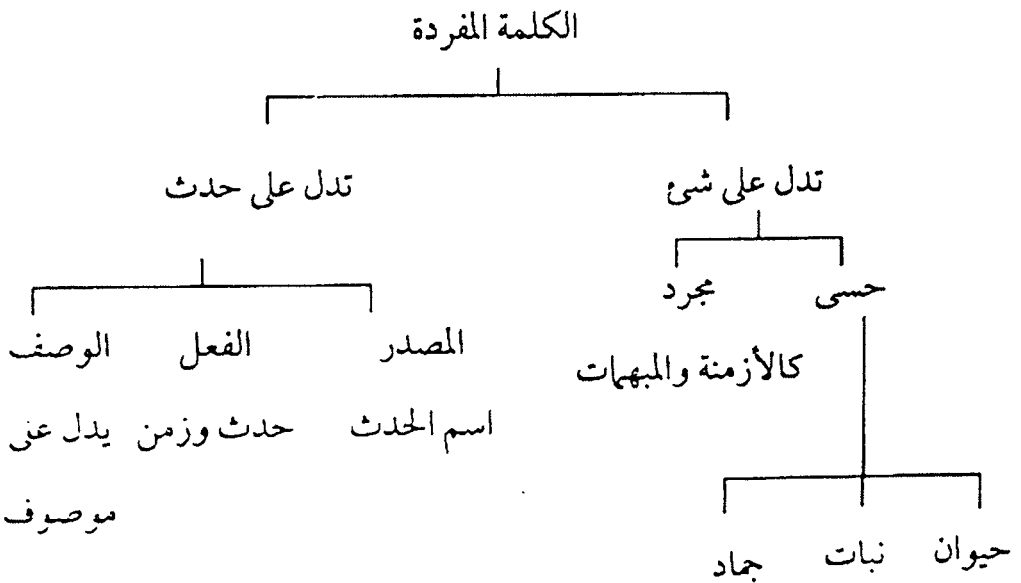 الكلمة المفردة
تدل على شئ
تدل على حدث
حسى
مجرد
كالأزمنة والمبهمات
المصدر
الفعل
الوصف
اسم الحدث
حدث وزمن
يدل على
موصوف
حيوان
نبات
جماد